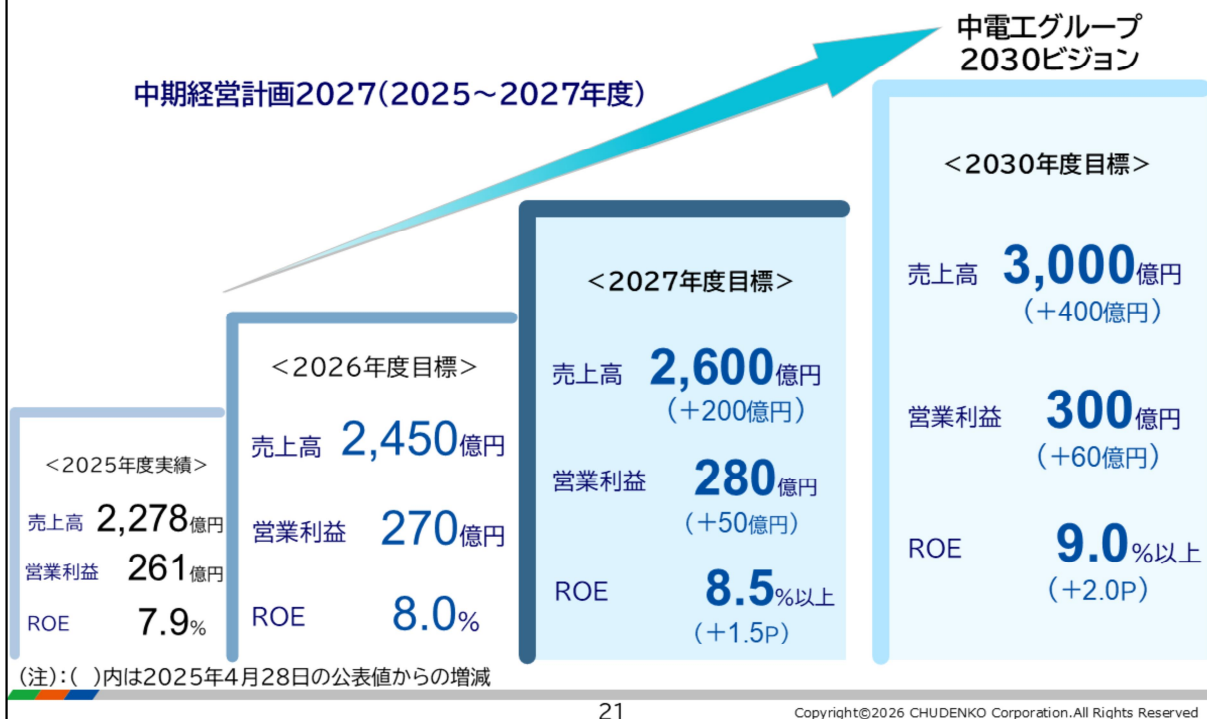 中電工グループ
2030ビジョン
中期経営計画2027(2025～2027年度)
<2025年度実績>
売上高 2,278億円
営業利益 261億円
ROE 7.9%
<2026年度目標>
売上高 2,450億円
営業利益 270億円
ROE 8.0%
<2027年度目標>
売上高 2,600億円
(+200億円)
営業利益 280億円
(+50億円)
ROE 8.5%以上
(+1.5P)
<2030年度目標>
売上高 3,000億円
(+400億円)
営業利益 300億円
(+60億円)
ROE 9.0%以上
(+2.0P)
(注):( )内は2025年4月28日の公表値からの増減
21
Copyright©2026 CHUDENKO Corporation.All Rights Reserved